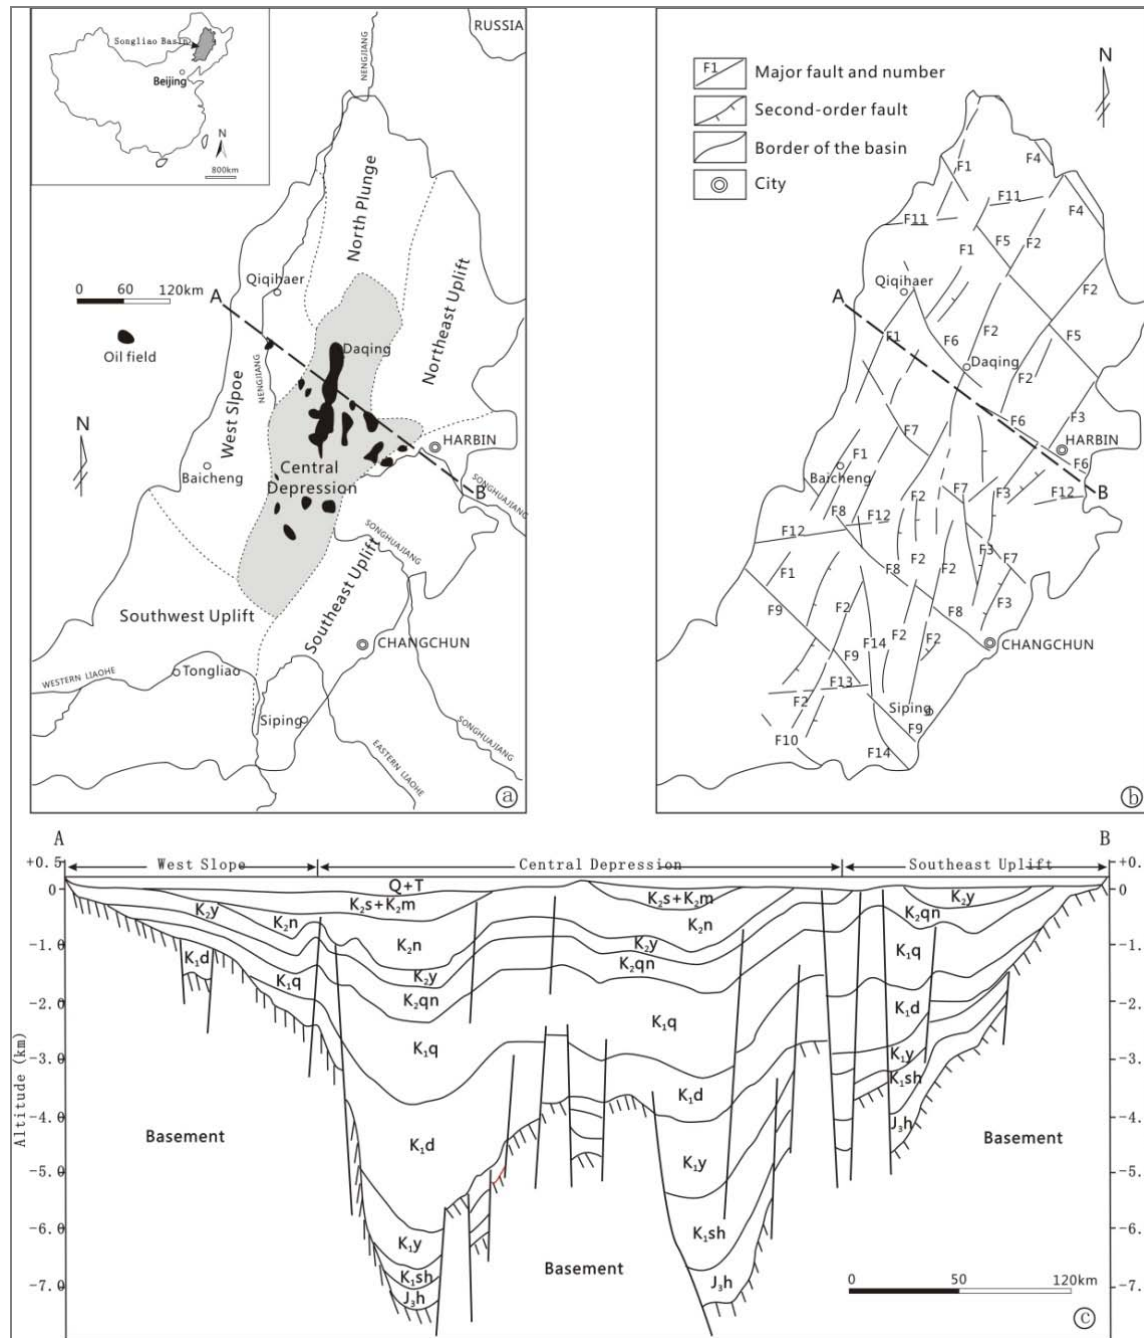 RUSSIA
Songliao Basin
Beijing
N
800km
NENGJIANG
North Plunge
Qiqihaer
A
0 60 120km
Oil field
Daqing
Northeast Uplift
West Slpoe
NENGJIANG
N
HARBIN
Baicheng
Central
Depression
B
SONGHUAJIANG
SONGHUAJIANG
Southeast Uplift
Southwest Uplift
CHANGCHUN
WESTERN LIAOHE
Tongliao
Siping
EASTERN LIAOHE
SONGHUAJIANG
a
F1 Major fault and number
Second-order fault
Border of the basin
City
N
F4
F1
F11
F4
F11
F5
F2
F1
Qiqihaer
F2
A
F1
F6
F2
F5
Daqing
F2
F6
F3
F7
HARBIN
F1
F6
Baicheng
F7
F3
B
F2
F12
F8
F12
F12
F3
F7
F2
F8
F2
F1
F9
F2
F8
F3
F14
F2
F2
CHANGCHUN
F9
F13
F2
Siping
F9
F10
F14
b
A B
+0.5 West Slope Central Depression Southeast Uplift +0.5
0 Q+T 0
K₂s+K₂m K₂s+K₂m K₂y
K₂y K₂n K₂n K₂qn
-1.0 K₂n K₂y K₁q -1.0
K₁d K₂y K₂qn
K₁q K₂qn
-2.0 K₁d -2.0
K₁q K₁q
-3.0 K₁y -3.0
K₁d K₁sh
-4.0 J₃h -4.0
Altitude (km)
Basement K₁d K₁y Basement
-5.0 -5.0
-6.0 K₁y K₁sh -6.0
K₁sh Basement J₃h
-7.0 J₃h 0 50 120km -7.
c